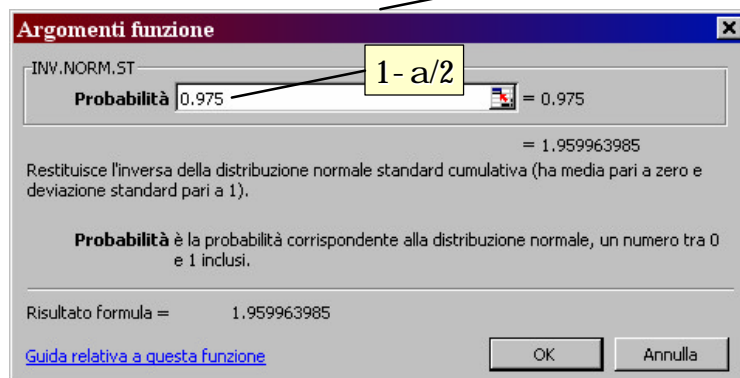 Argomenti funzione
INV.NORM.ST
1- a/2
Probabilità 0.975 = 0.975
= 1.959963985
Restituisce l'inversa della distribuzione normale standard cumulativa (ha media pari a zero e
deviazione standard pari a 1).
Probabilità è la probabilità corrispondente alla distribuzione normale, un numero tra 0
e 1 inclusi.
Risultato formula = 1.959963985
Guida relativa a questa funzione OK Annulla